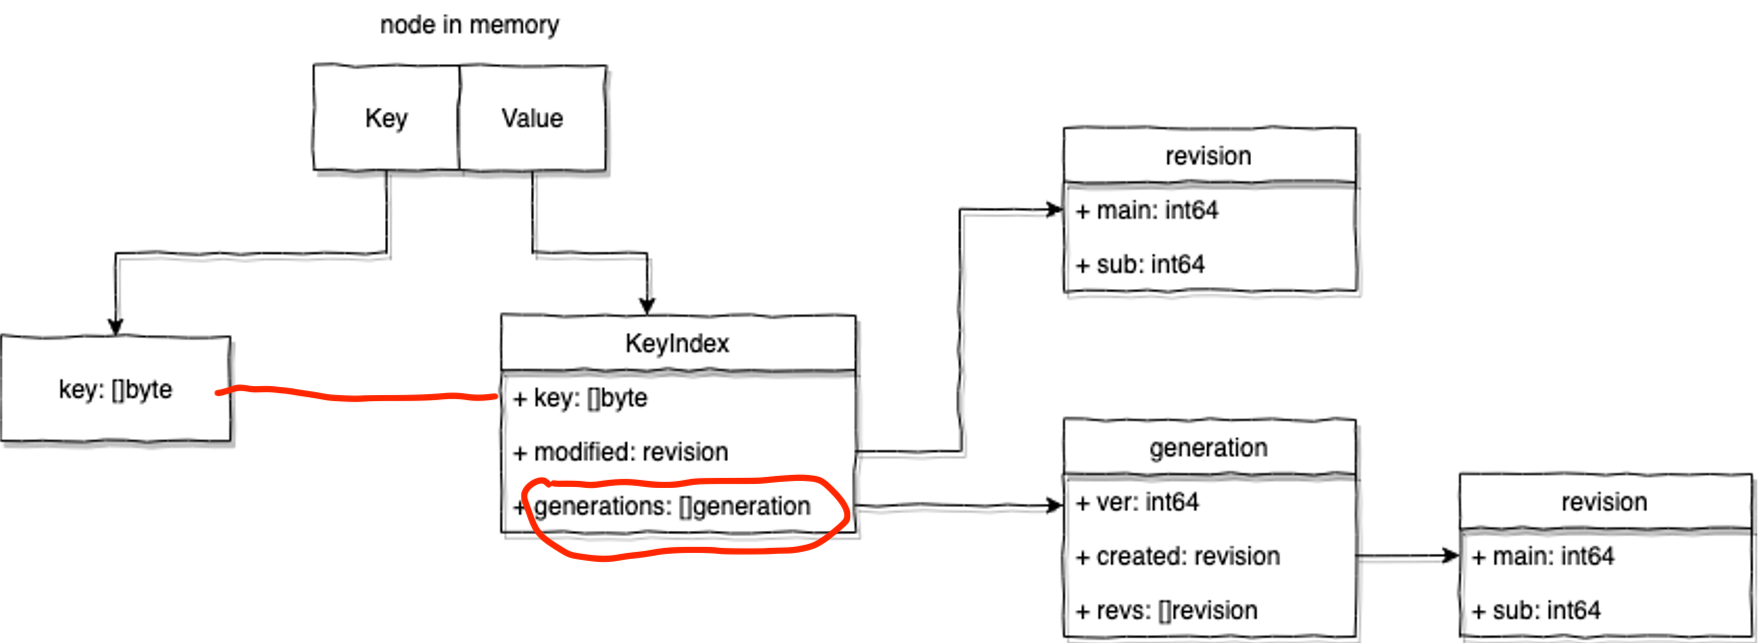 node in memory
Key
Value
revision
+ main: int64
+ sub: int64
key: []byte
KeyIndex
+ key: []byte
+ modified: revision
+ generations: []generation
generation
+ ver: int64
+ created: revision
+ revs: []revision
revision
+ main: int64
+ sub: int64